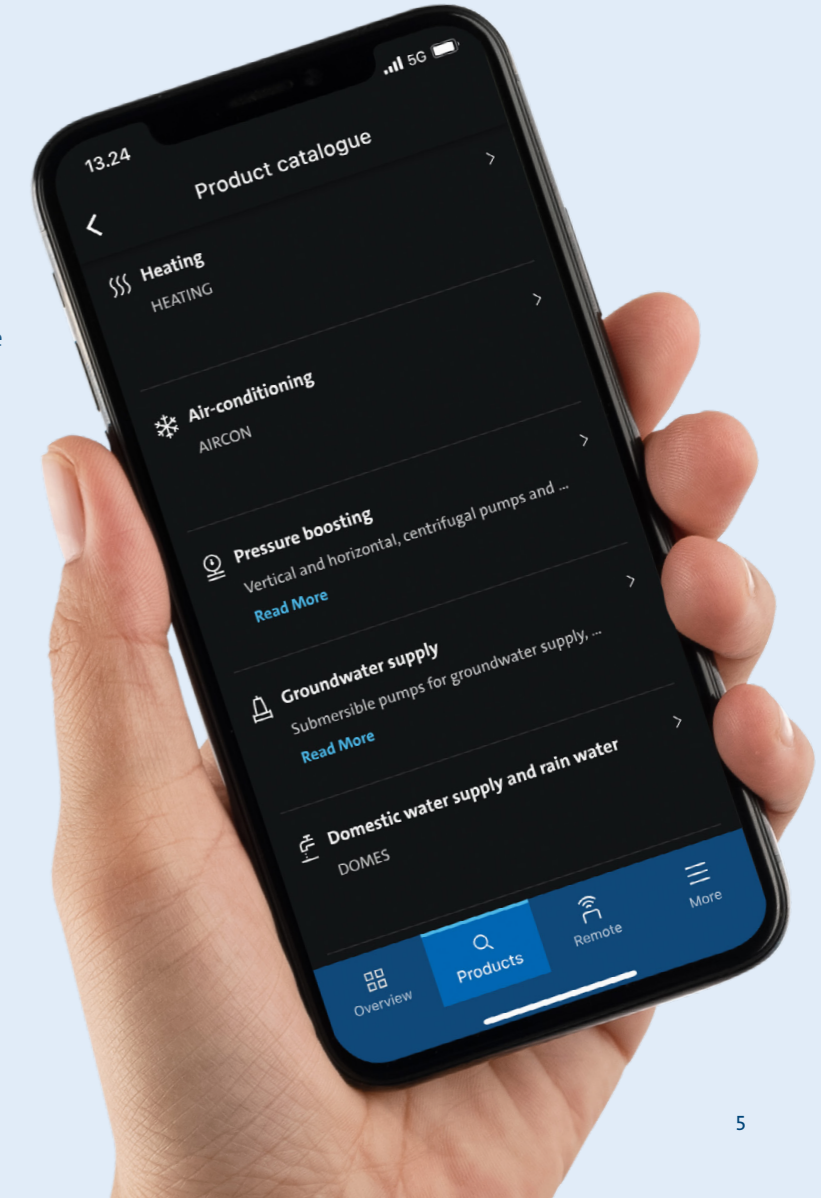 13.24
5G
Product catalogue
Heating
HEATING
Air-conditioning
AIRCON
Pressure boosting
Vertical and horizontal, centrifugal pumps and ...
Read More
Groundwater supply
Submersible pumps for groundwater supply, ...
Read More
Domestic water supply and rain water
DOMES
Overview
Products
Remote
More
e
5